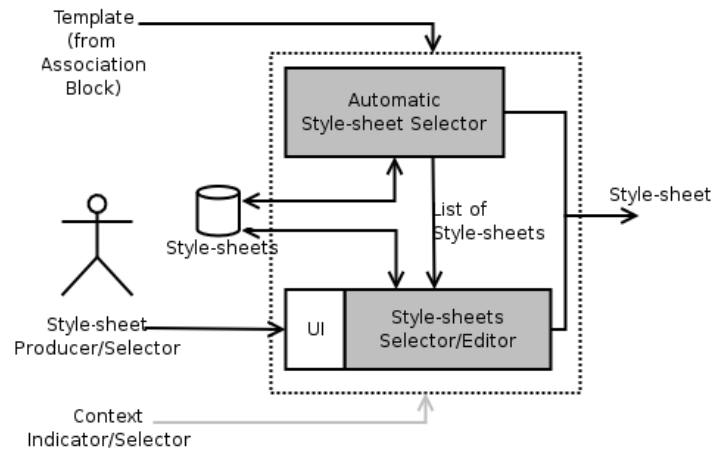 Template
(from
Association
Block)
Automatic
Style-sheet Selector
Style-sheet
List of
Style-sheets
Style-sheets
Style-sheet
Producer/Selector
UI
Style-sheets
Selector/Editor
Context
Indicator/Selector